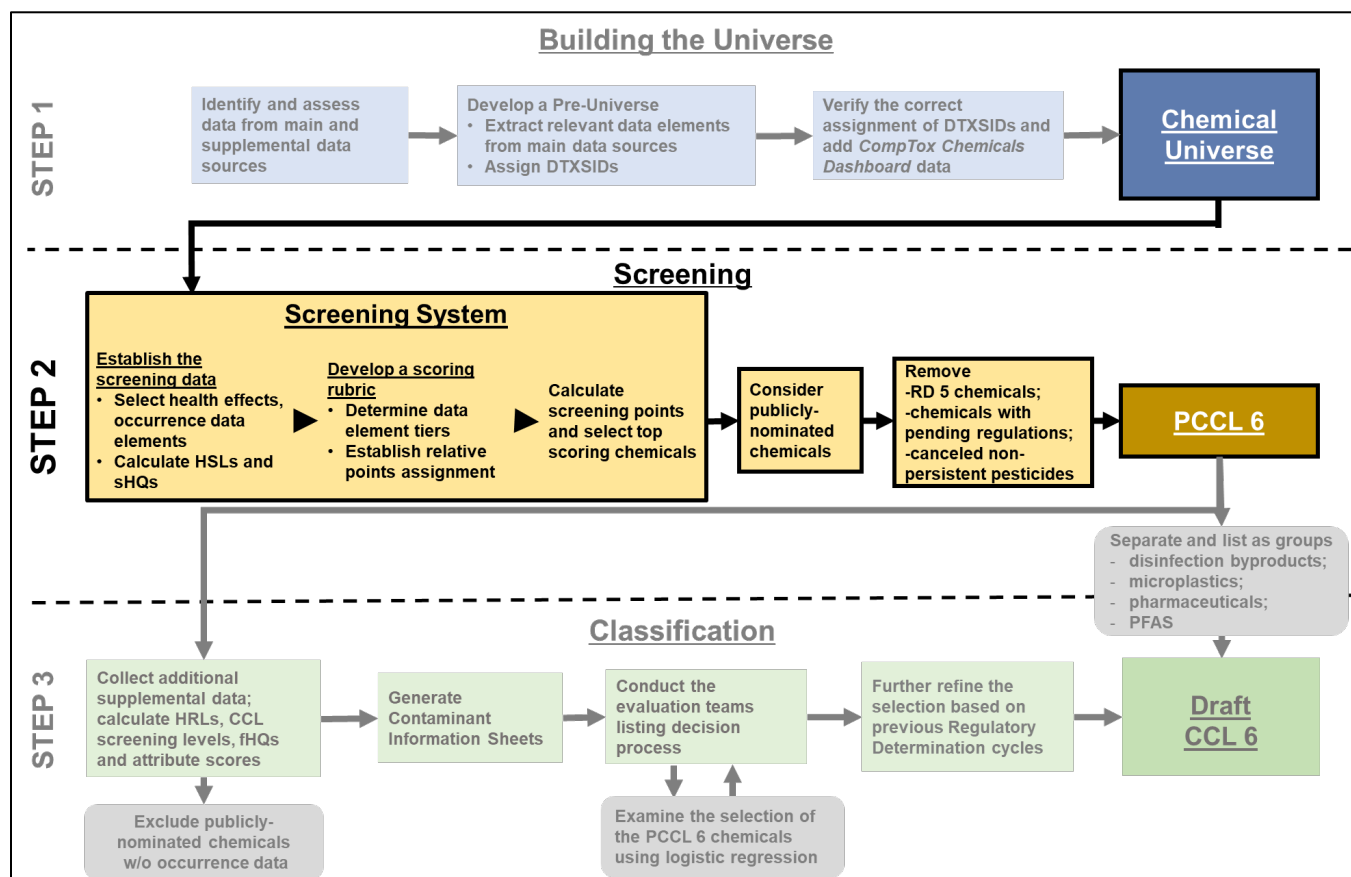 Building the Universe
STEP 1
Identify and assess
data from main and
supplemental data
sources
Develop a Pre-Universe
• Extract relevant data elements
from main data sources
• Assign DTXSIDs
Verify the correct
assignment of DTXSIDs and
add CompTox Chemicals
Dashboard data
Chemical
Universe
Screening
STEP 2
Screening System
Establish the
screening data
• Select health effects,
occurrence data
elements
• Calculate HSLs and
sHQs
Develop a scoring
rubric
• Determine data
element tiers
• Establish relative
points assignment
Calculate
screening points
and select top
scoring chemicals
Consider
publicly-
nominated
chemicals
Remove
-RD 5 chemicals;
-chemicals with
pending regulations;
-canceled non-
persistent pesticides
PCCL 6
Separate and list as groups
- disinfection byproducts;
- microplastics;
- pharmaceuticals;
- PFAS
Classification
STEP 3
Collect additional
supplemental data;
calculate HRLs, CCL
screening levels, fHQs
and attribute scores
Generate
Contaminant
Information Sheets
Conduct the
evaluation teams
listing decision
process
Further refine the
selection based on
previous Regulatory
Determination cycles
Draft
CCL 6
Exclude publicly-
nominated chemicals
w/o occurrence data
Examine the selection of
the PCCL 6 chemicals
using logistic regression